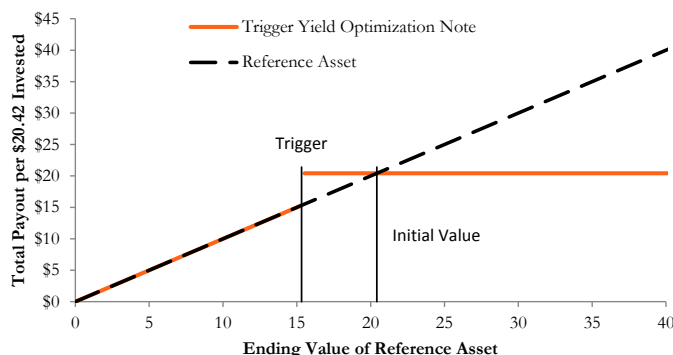 $45
$40
$35
$30
$25
$20
$15
$10
$5
$0
Total Payout per $20.42 Invested
Trigger Yield Optimization Note
Reference Asset
Trigger
Initial Value
0 5 10 15 20 25 30 35 40
Ending Value of Reference Asset